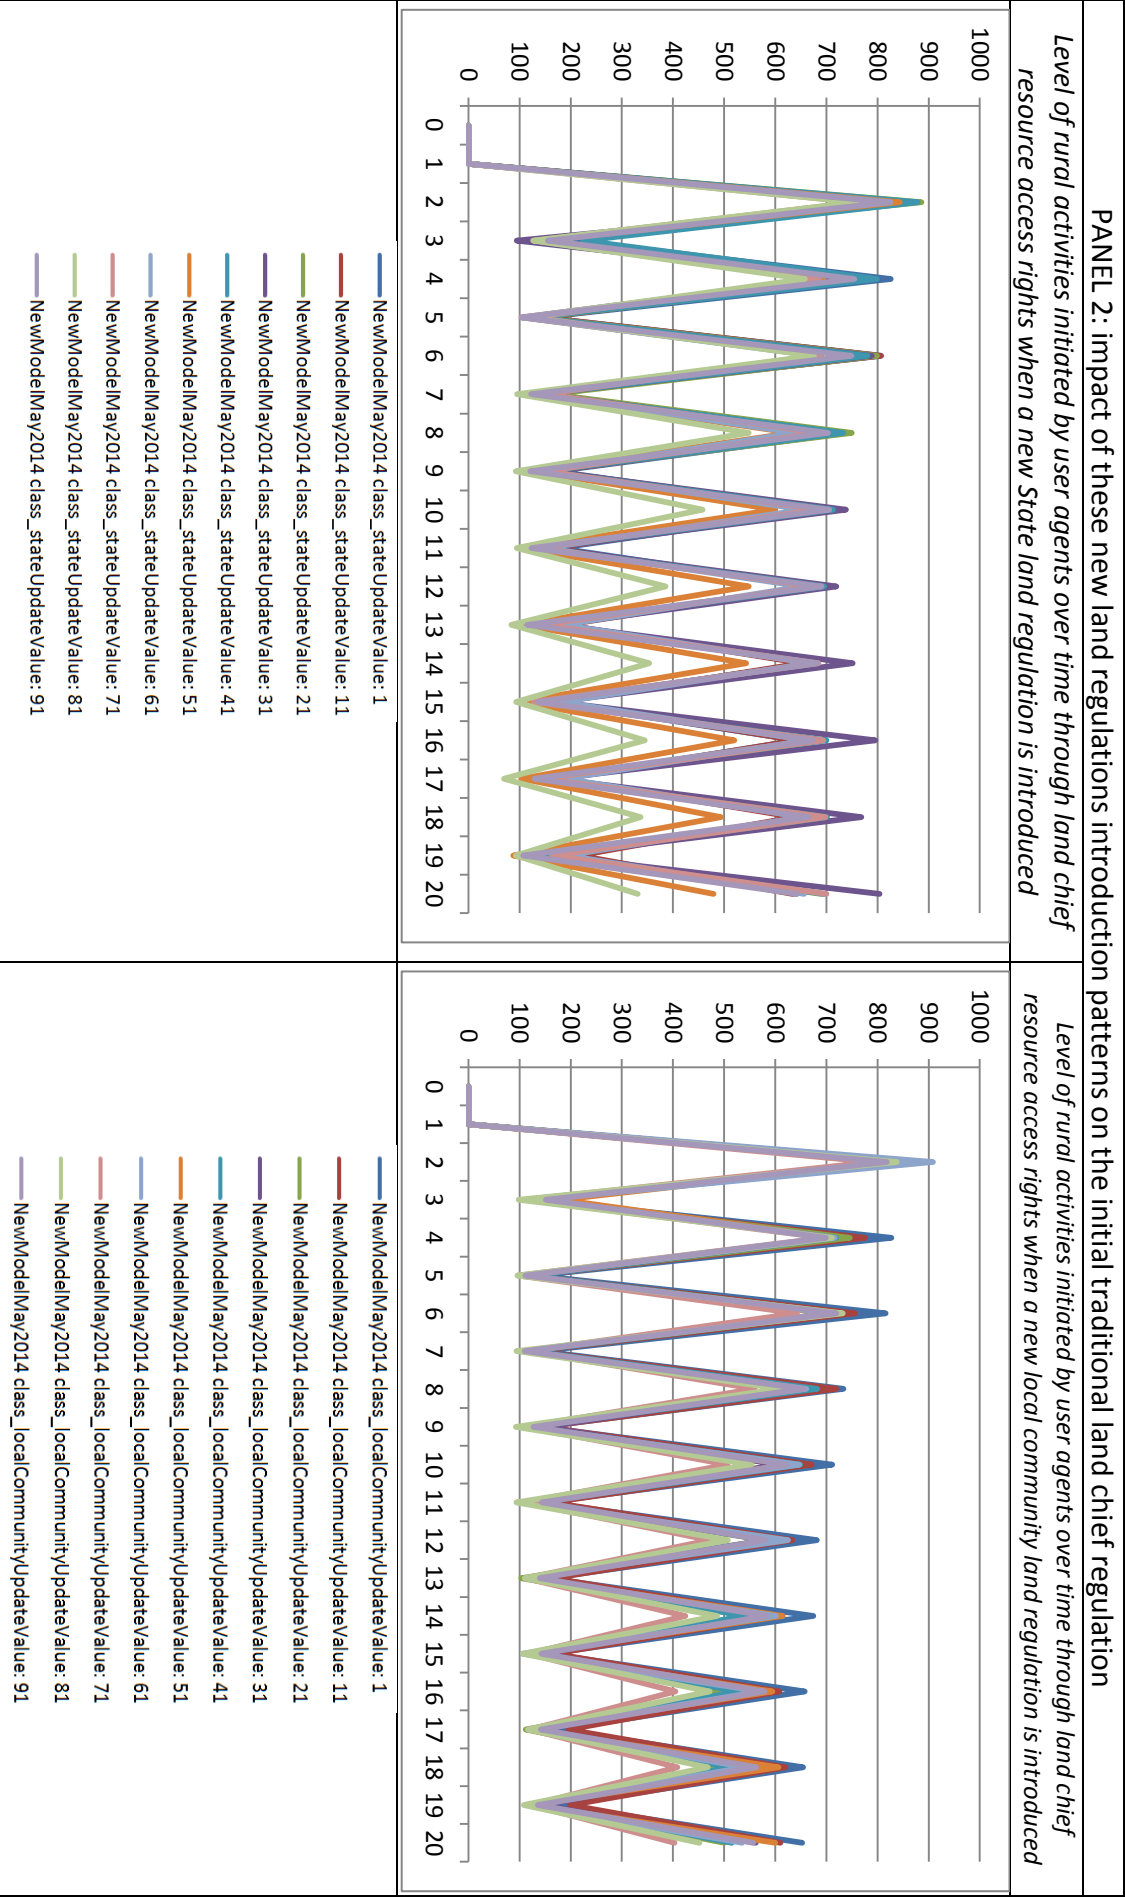 PANEL 2: impact of these new land regulations introduction patterns on the initial traditional land chief regulation
Level of rural activities initiated by user agents over time through land chief
resource access rights when a new State land regulation is introduced
1000
900
800
700
600
500
400
300
200
100
0
0 1 2 3 4 5 6 7 8 9 10 11 12 13 14 15 16 17 18 19 20
NewModelMay2014 class_stateUpdateValue: 1
NewModelMay2014 class_stateUpdateValue: 11
NewModelMay2014 class_stateUpdateValue: 21
NewModelMay2014 class_stateUpdateValue: 31
NewModelMay2014 class_stateUpdateValue: 41
NewModelMay2014 class_stateUpdateValue: 51
NewModelMay2014 class_stateUpdateValue: 61
NewModelMay2014 class_stateUpdateValue: 71
NewModelMay2014 class_stateUpdateValue: 81
NewModelMay2014 class_stateUpdateValue: 91
Level of rural activities initiated by user agents over time through land chief
resource access rights when a new local community land regulation is introduced
1000
900
800
700
600
500
400
300
200
100
0
0 1 2 3 4 5 6 7 8 9 10 11 12 13 14 15 16 17 18 19 20
NewModelMay2014 class_localCommunityUpdateValue: 1
NewModelMay2014 class_localCommunityUpdateValue: 11
NewModelMay2014 class_localCommunityUpdateValue: 21
NewModelMay2014 class_localCommunityUpdateValue: 31
NewModelMay2014 class_localCommunityUpdateValue: 41
NewModelMay2014 class_localCommunityUpdateValue: 51
NewModelMay2014 class_localCommunityUpdateValue: 61
NewModelMay2014 class_localCommunityUpdateValue: 71
NewModelMay2014 class_localCommunityUpdateValue: 81
NewModelMay2014 class_localCommunityUpdateValue: 91